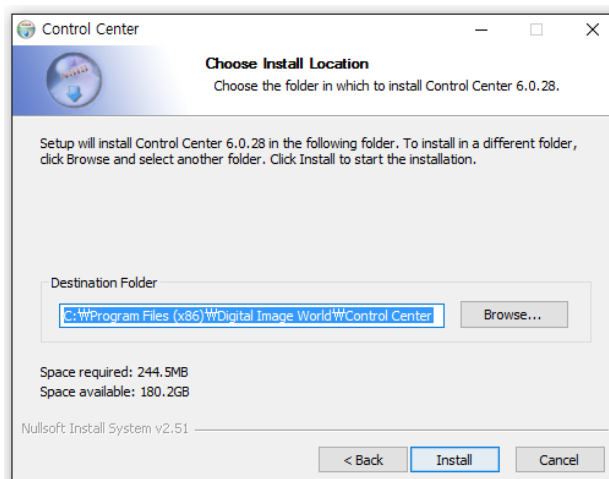 Control Center
Choose Install Location
Choose the folder in which to install Control Center 6.0.28.
Setup will install Control Center 6.0.28 in the following folder. To install in a different folder,
click Browse and select another folder. Click Install to start the installation.
Destination Folder
C:₩Program Files (x86)₩Digital Image World₩Control Center
Browse...
Space required: 244.5MB
Space available: 180.2GB
Nullsoft Install System v2.51
< Back
Install
Cancel